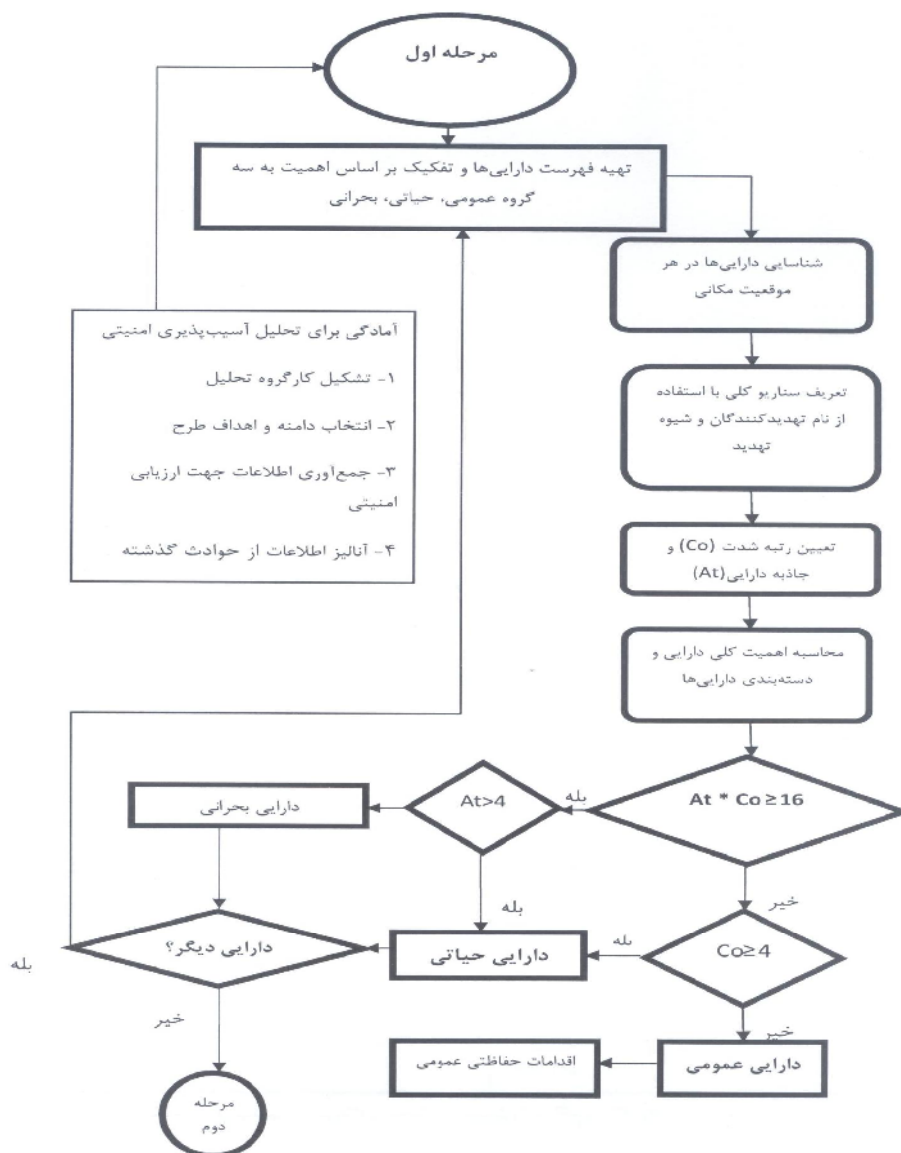 مرحله اول
تهیه فهرست دارایی‌ها و تفکیک بر اساس اهمیت به سه
گروه عمومی، حیاتی، بحرانی
شناسایی دارایی‌ها در هر
موقعیت مکانی
آمادگی برای تحلیل آسیب‌پذیری امنیتی
۱- تشکیل کارگروه تحلیل
۲- انتخاب دامنه و اهداف طرح
۳- جمع‌آوری اطلاعات جهت ارزیابی
امنیتی
۴- آنالیز اطلاعات از حوادث گذشته
تعریف سناریو کلی با استفاده
از نام تهدیدکنندگان و شیوه
تهدید
تعیین رتبه شدت (Co) و
جاذبه دارایی(At)
محاسبه اهمیت کلی دارایی و
دسته‌بندی دارایی‌ها
At * Co ≥16
بله
At>4
دارایی بحرانی
خیر
بله
Co≥4
بله
دارایی حیاتی
دارایی دیگر؟
بله
خیر
خیر
دارایی عمومی
اقدامات حفاظتی عمومی
مرحله
دوم